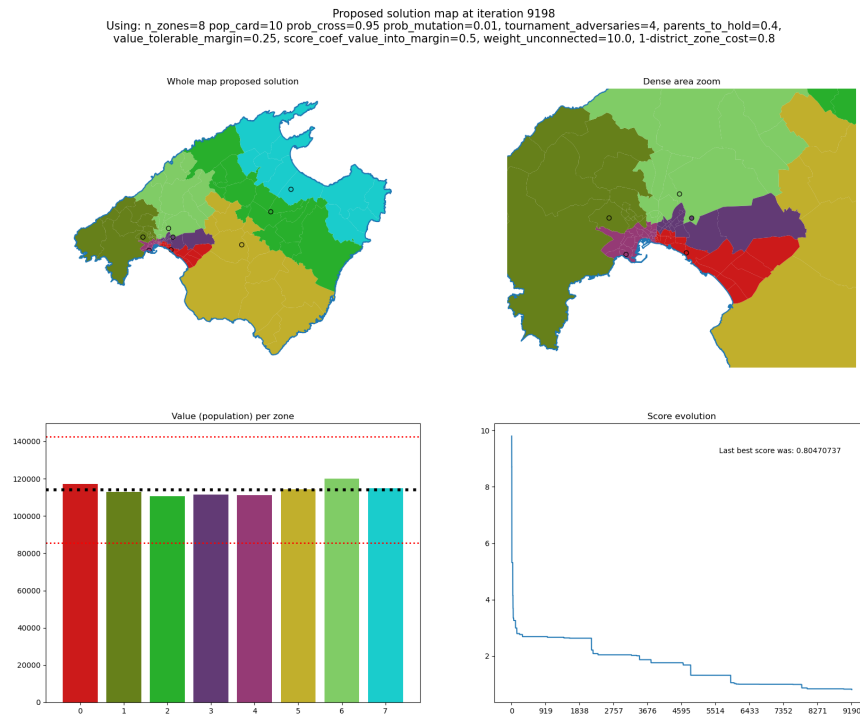 Proposed solution map at iteration 9198
Using: n_zones=8 pop_card=10 prob_cross=0.95 prob_mutation=0.01, tournament_adversaries=4, parents_to_hold=0.4,
value_tolerable_margin=0.25, score_coef_value_into_margin=0.5, weight_unconnected=10.0, 1-district_zone_cost=0.8
Whole map proposed solution
Dense area zoom
Value (population) per zone
140000
120000
100000
80000
60000
40000
20000
0
0 1 2 3 4 5 6 7
Score evolution
Last best score was: 0.80470737
10
8
6
4
2
0 919 1838 2757 3676 4595 5514 6433 7352 8271 9190